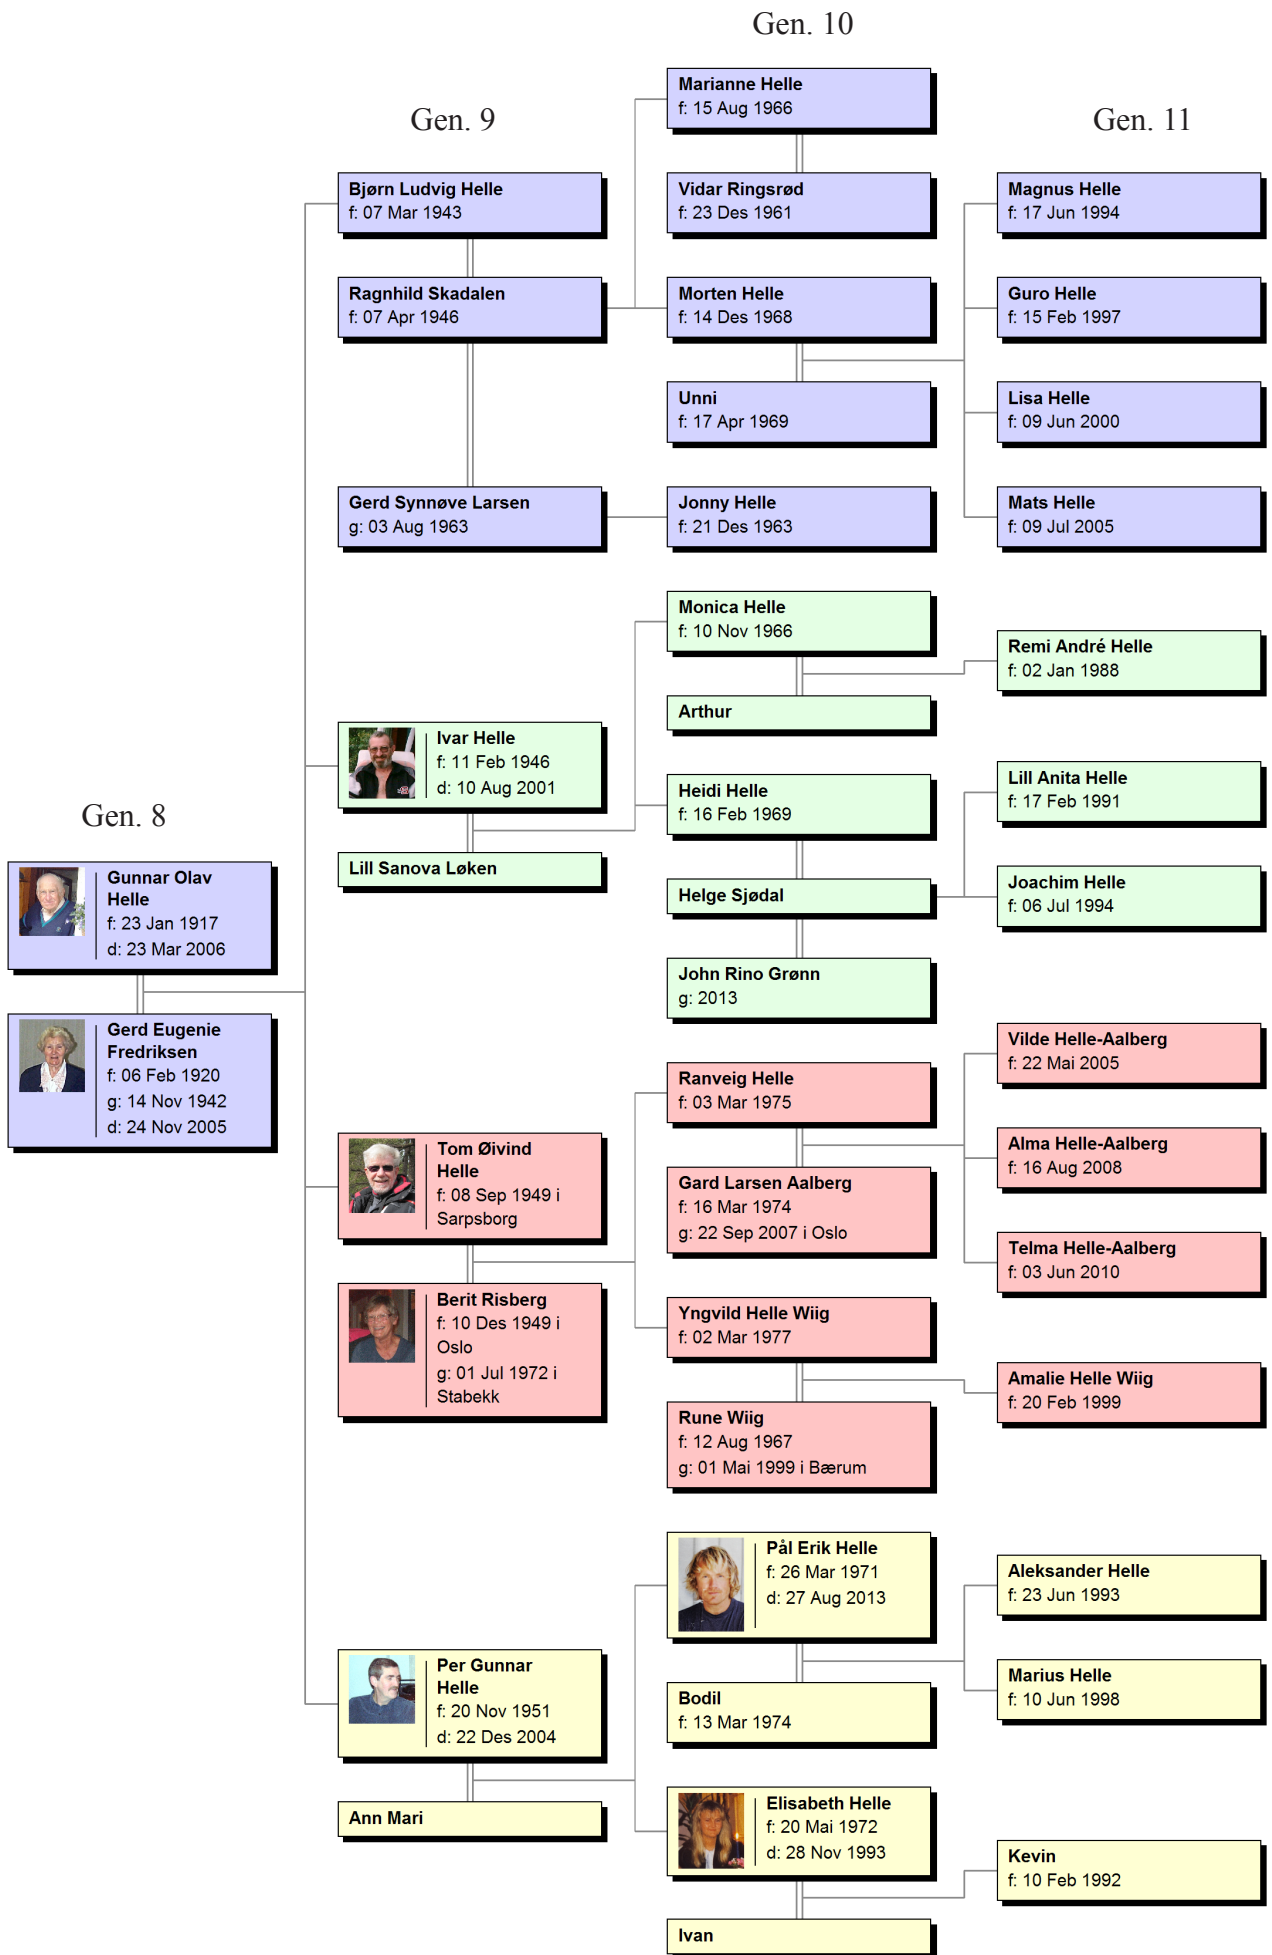 Gen. 10
Gen. 9
Gen. 11
Gen. 8
Gunnar Olav
Helle
f: 23 Jan 1917
d: 23 Mar 2006
Gerd Eugenie
Fredriksen
f: 06 Feb 1920
g: 14 Nov 1942
d: 24 Nov 2005
Bjørn Ludvig Helle
f: 07 Mar 1943
Ragnhild Skadalen
f: 07 Apr 1946
Gerd Synnøve Larsen
g: 03 Aug 1963
Ivar Helle
f: 11 Feb 1946
d: 10 Aug 2001
Lill Sanova Løken
Tom Øivind
Helle
f: 08 Sep 1949 i
Sarpsborg
Berit Risberg
f: 10 Des 1949 i
Oslo
g: 01 Jul 1972 i
Stabekk
Per Gunnar
Helle
f: 20 Nov 1951
d: 22 Des 2004
Ann Mari
Marianne Helle
f: 15 Aug 1966
Vidar Ringsrød
f: 23 Des 1961
Morten Helle
f: 14 Des 1968
Unni
f: 17 Apr 1969
Jonny Helle
f: 21 Des 1963
Monica Helle
f: 10 Nov 1966
Arthur
Heidi Helle
f: 16 Feb 1969
Helge Sjødal
John Rino Grønn
g: 2013
Ranveig Helle
f: 03 Mar 1975
Gard Larsen Aalberg
f: 16 Mar 1974
g: 22 Sep 2007 i Oslo
Yngvild Helle Wiig
f: 02 Mar 1977
Rune Wiig
f: 12 Aug 1967
g: 01 Mai 1999 i Bærum
Pål Erik Helle
f: 26 Mar 1971
d: 27 Aug 2013
Bodil
f: 13 Mar 1974
Elisabeth Helle
f: 20 Mai 1972
d: 28 Nov 1993
Ivan
Magnus Helle
f: 17 Jun 1994
Guro Helle
f: 15 Feb 1997
Lisa Helle
f: 09 Jun 2000
Mats Helle
f: 09 Jul 2005
Remi André Helle
f: 02 Jan 1988
Lill Anita Helle
f: 17 Feb 1991
Joachim Helle
f: 06 Jul 1994
Vilde Helle-Aalberg
f: 22 Mai 2005
Alma Helle-Aalberg
f: 16 Aug 2008
Telma Helle-Aalberg
f: 03 Jun 2010
Amalie Helle Wiig
f: 20 Feb 1999
Aleksander Helle
f: 23 Jun 1993
Marius Helle
f: 10 Jun 1998
Kevin
f: 10 Feb 1992